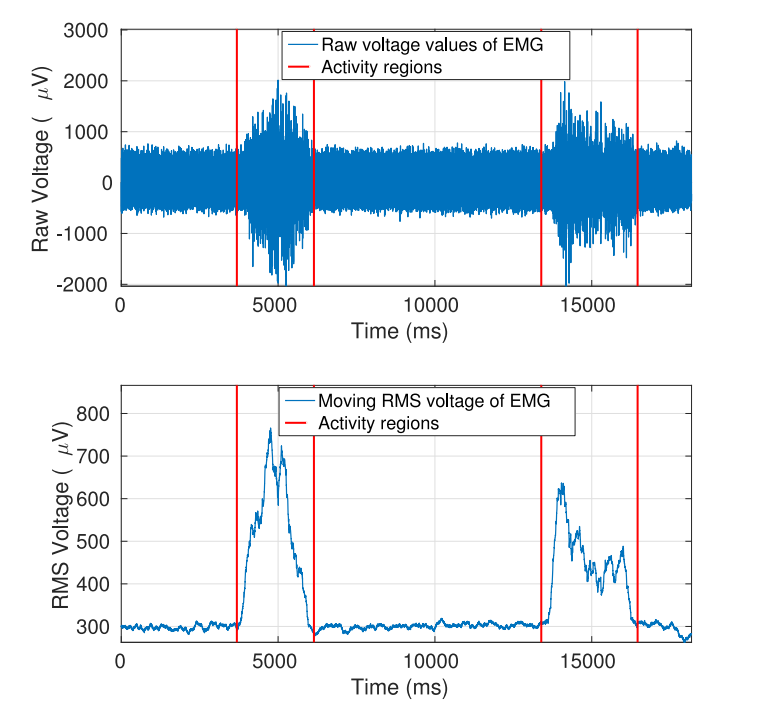 3000
2000
1000
0
-1000
-2000
Raw Voltage ( μV)
Raw voltage values of EMG
Activity regions
0 5000 10000 15000
Time (ms)
800
700
600
500
400
300
RMS Voltage ( μV)
Moving RMS voltage of EMG
Activity regions
0 5000 10000 15000
Time (ms)